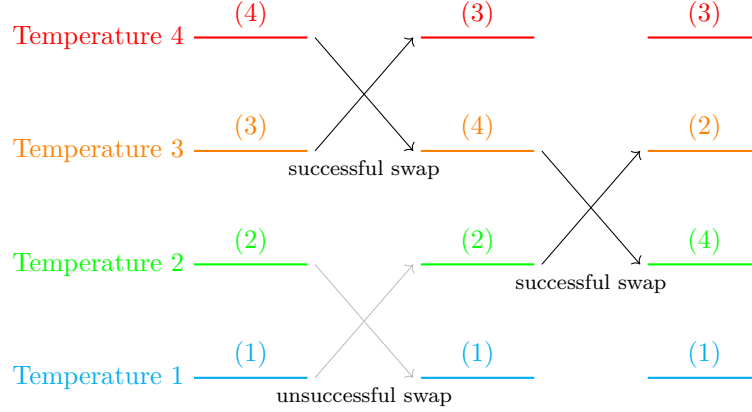 (4) (3) (3)
Temperature 4
(3) (4) (2)
Temperature 3
successful swap
(2) (2) (4)
Temperature 2
successful swap
(1) (1) (1)
Temperature 1
unsuccessful swap